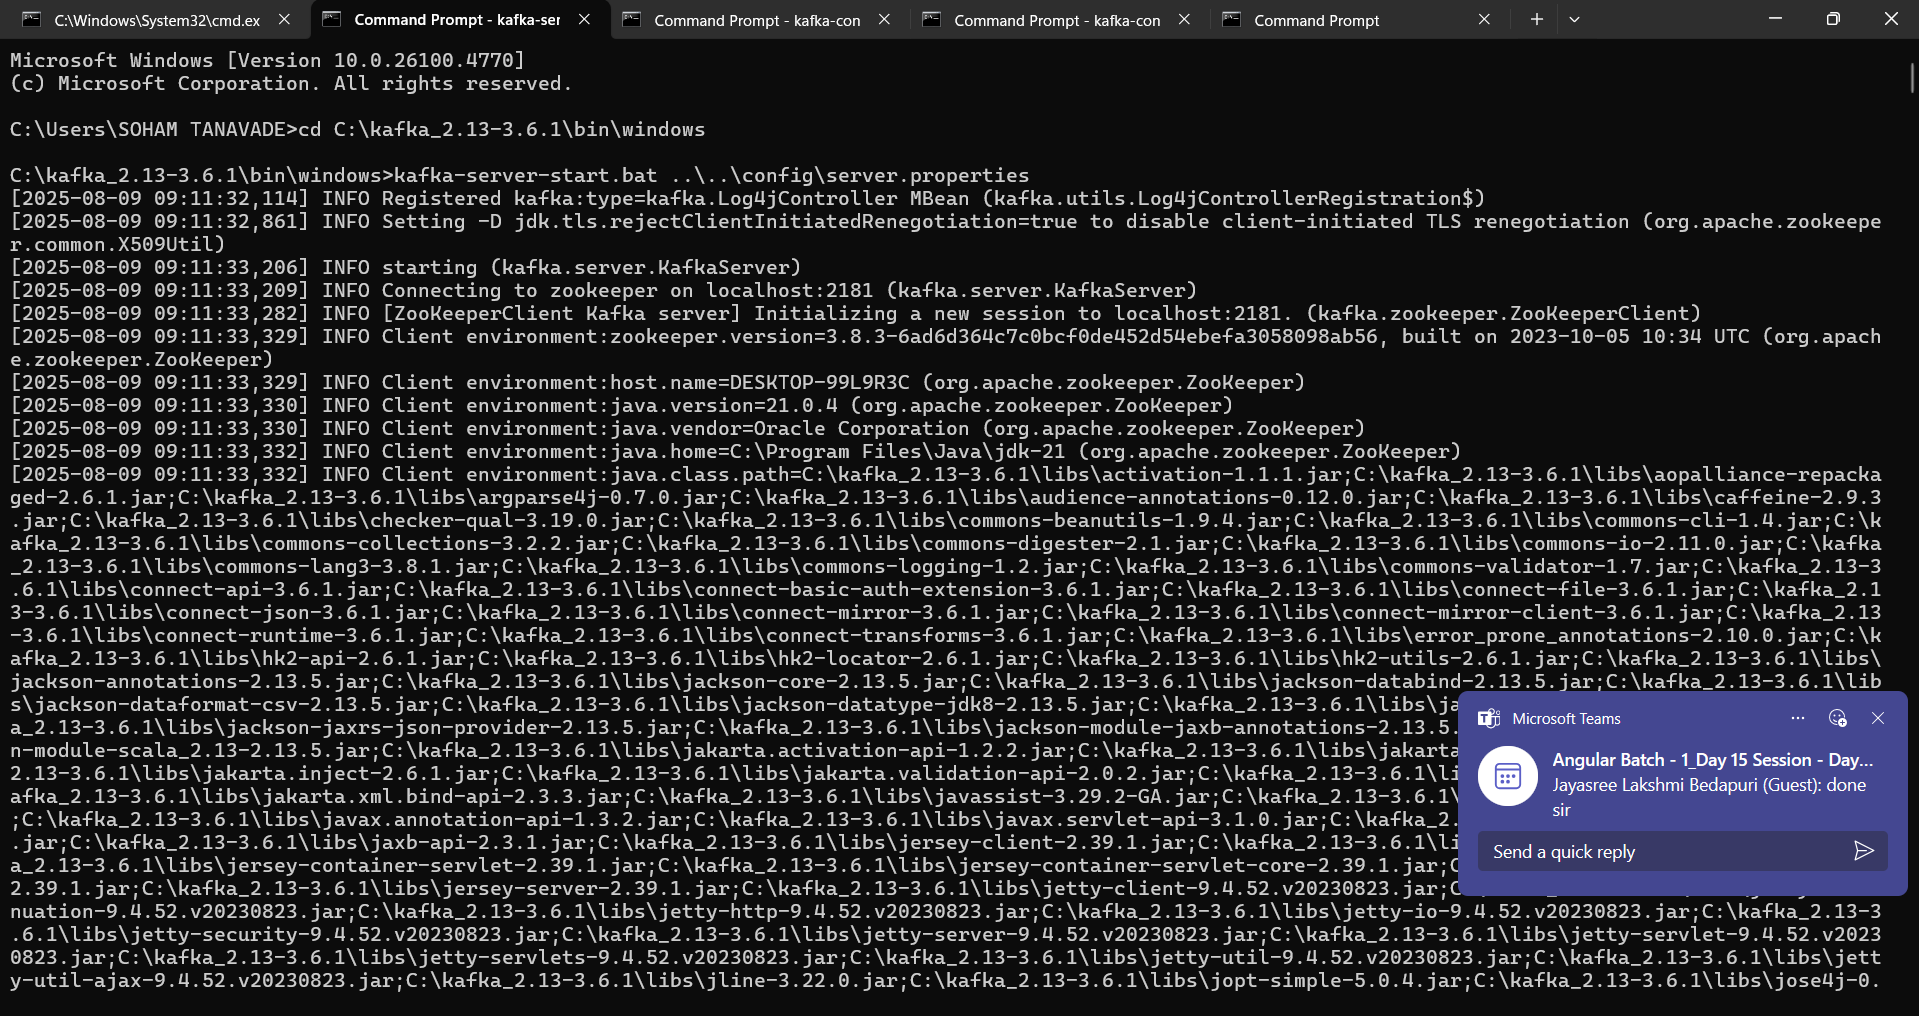 C:\Windows\System32\cmd.ex
Command Prompt - kafka-ser
Command Prompt - kafka-con
Command Prompt - kafka-con
Command Prompt
Microsoft Windows [Version 10.0.26100.4770]
(c) Microsoft Corporation. All rights reserved.
C:\Users\SOHAM TANAVADE>cd C:\kafka_2.13-3.6.1\bin\windows
C:\kafka_2.13-3.6.1\bin\windows>kafka-server-start.bat ..\..\config\server.properties
[2025-08-09 09:11:32,114] INFO Registered kafka:type=kafka.Log4jController MBean (kafka.utils.Log4jControllerRegistration$)
[2025-08-09 09:11:32,861] INFO Setting -D jdk.tls.rejectClientInitiatedRenegotiation=true to disable client-initiated TLS renegotiation (org.apache.zookeepe
r.common.X509Util)
[2025-08-09 09:11:33,206] INFO starting (kafka.server.KafkaServer)
[2025-08-09 09:11:33,209] INFO Connecting to zookeeper on localhost:2181 (kafka.server.KafkaServer)
[2025-08-09 09:11:33,282] INFO [ZooKeeperClient Kafka server] Initializing a new session to localhost:2181. (kafka.zookeeper.ZooKeeperClient)
[2025-08-09 09:11:33,329] INFO Client environment:zookeeper.version=3.8.3-6ad6d364c7c0bcf0de452d54ebefa3058098ab56, built on 2023-10-05 10:34 UTC (org.apach
e.zookeeper.ZooKeeper)
[2025-08-09 09:11:33,329] INFO Client environment:host.name=DESKTOP-99L9R3C (org.apache.zookeeper.ZooKeeper)
[2025-08-09 09:11:33,330] INFO Client environment:java.version=21.0.4 (org.apache.zookeeper.ZooKeeper)
[2025-08-09 09:11:33,330] INFO Client environment:java.vendor=Oracle Corporation (org.apache.zookeeper.ZooKeeper)
[2025-08-09 09:11:33,332] INFO Client environment:java.home=C:\Program Files\Java\jdk-21 (org.apache.zookeeper.ZooKeeper)
[2025-08-09 09:11:33,332] INFO Client environment:java.class.path=C:\kafka_2.13-3.6.1\libs\activation-1.1.1.jar;C:\kafka_2.13-3.6.1\libs\aopalliance-repacka
ged-2.6.1.jar;C:\kafka_2.13-3.6.1\libs\argparse4j-0.7.0.jar;C:\kafka_2.13-3.6.1\libs\audience-annotations-0.12.0.jar;C:\kafka_2.13-3.6.1\libs\caffeine-2.9.3
.jar;C:\kafka_2.13-3.6.1\libs\checker-qual-3.19.0.jar;C:\kafka_2.13-3.6.1\libs\commons-beanutils-1.9.4.jar;C:\kafka_2.13-3.6.1\libs\commons-cli-1.4.jar;C:\k
afka_2.13-3.6.1\libs\commons-collections-3.2.2.jar;C:\kafka_2.13-3.6.1\libs\commons-digester-2.1.jar;C:\kafka_2.13-3.6.1\libs\commons-io-2.11.0.jar;C:\kafka
_2.13-3.6.1\libs\commons-lang3-3.8.1.jar;C:\kafka_2.13-3.6.1\libs\commons-logging-1.2.jar;C:\kafka_2.13-3.6.1\libs\commons-validator-1.7.jar;C:\kafka_2.13-3
.6.1\libs\connect-api-3.6.1.jar;C:\kafka_2.13-3.6.1\libs\connect-basic-auth-extension-3.6.1.jar;C:\kafka_2.13-3.6.1\libs\connect-file-3.6.1.jar;C:\kafka_2.1
3-3.6.1\libs\connect-json-3.6.1.jar;C:\kafka_2.13-3.6.1\libs\connect-mirror-3.6.1.jar;C:\kafka_2.13-3.6.1\libs\connect-mirror-client-3.6.1.jar;C:\kafka_2.13
-3.6.1\libs\connect-runtime-3.6.1.jar;C:\kafka_2.13-3.6.1\libs\connect-transforms-3.6.1.jar;C:\kafka_2.13-3.6.1\libs\error_prone_annotations-2.10.0.jar;C:\k
afka_2.13-3.6.1\libs\hk2-api-2.6.1.jar;C:\kafka_2.13-3.6.1\libs\hk2-locator-2.6.1.jar;C:\kafka_2.13-3.6.1\libs\hk2-utils-2.6.1.jar;C:\kafka_2.13-3.6.1\libs\
jackson-annotations-2.13.5.jar;C:\kafka_2.13-3.6.1\libs\jackson-core-2.13.5.jar;C:\kafka_2.13-3.6.1\libs\jackson-databind-2.13.5.jar;C:\kafka_2.13-3.6.1\lib
s\jackson-dataformat-csv-2.13.5.jar;C:\kafka_2.13-3.6.1\libs\jackson-datatype-jdk8-2.13.5.jar;C:\kafka_2.13-3.6.1\libs\ja
a_2.13-3.6.1\libs\jackson-jaxrs-json-provider-2.13.5.jar;C:\kafka_2.13-3.6.1\libs\jackson-module-jaxb-annotations-2.13.5.
n-module-scala_2.13-2.13.5.jar;C:\kafka_2.13-3.6.1\libs\jakarta.activation-api-1.2.2.jar;C:\kafka_2.13-3.6.1\libs\jakarta
2.13-3.6.1\libs\jakarta.inject-2.6.1.jar;C:\kafka_2.13-3.6.1\libs\jakarta.validation-api-2.0.2.jar;C:\kafka_2.13-3.6.1\li
afka_2.13-3.6.1\libs\jakarta.xml.bind-api-2.3.3.jar;C:\kafka_2.13-3.6.1\libs\javassist-3.29.2-GA.jar;C:\kafka_2.13-3.6.1\
;C:\kafka_2.13-3.6.1\libs\javax.annotation-api-1.3.2.jar;C:\kafka_2.13-3.6.1\libs\javax.servlet-api-3.1.0.jar;C:\kafka_2.
.jar;C:\kafka_2.13-3.6.1\libs\jaxb-api-2.3.1.jar;C:\kafka_2.13-3.6.1\libs\jersey-client-2.39.1.jar;C:\kafka_2.13-3.6.1\li
a_2.13-3.6.1\libs\jersey-container-servlet-2.39.1.jar;C:\kafka_2.13-3.6.1\libs\jersey-container-servlet-core-2.39.1.jar;C
2.39.1.jar;C:\kafka_2.13-3.6.1\libs\jersey-server-2.39.1.jar;C:\kafka_2.13-3.6.1\libs\jetty-client-9.4.52.v20230823.jar;C
nuation-9.4.52.v20230823.jar;C:\kafka_2.13-3.6.1\libs\jetty-http-9.4.52.v20230823.jar;C:\kafka_2.13-3.6.1\libs\jetty-io-9.4.52.v20230823.jar;C:\kafka_2.13-3
.6.1\libs\jetty-security-9.4.52.v20230823.jar;C:\kafka_2.13-3.6.1\libs\jetty-server-9.4.52.v20230823.jar;C:\kafka_2.13-3.6.1\libs\jetty-servlet-9.4.52.v2023
0823.jar;C:\kafka_2.13-3.6.1\libs\jetty-servlets-9.4.52.v20230823.jar;C:\kafka_2.13-3.6.1\libs\jetty-util-9.4.52.v20230823.jar;C:\kafka_2.13-3.6.1\libs\jett
y-util-ajax-9.4.52.v20230823.jar;C:\kafka_2.13-3.6.1\libs\jline-3.22.0.jar;C:\kafka_2.13-3.6.1\libs\jopt-simple-5.0.4.jar;C:\kafka_2.13-3.6.1\libs\jose4j-0.
Microsoft Teams
Angular Batch - 1_Day 15 Session - Day...
Jayasree Lakshmi Bedapuri (Guest): done
sir
Send a quick reply